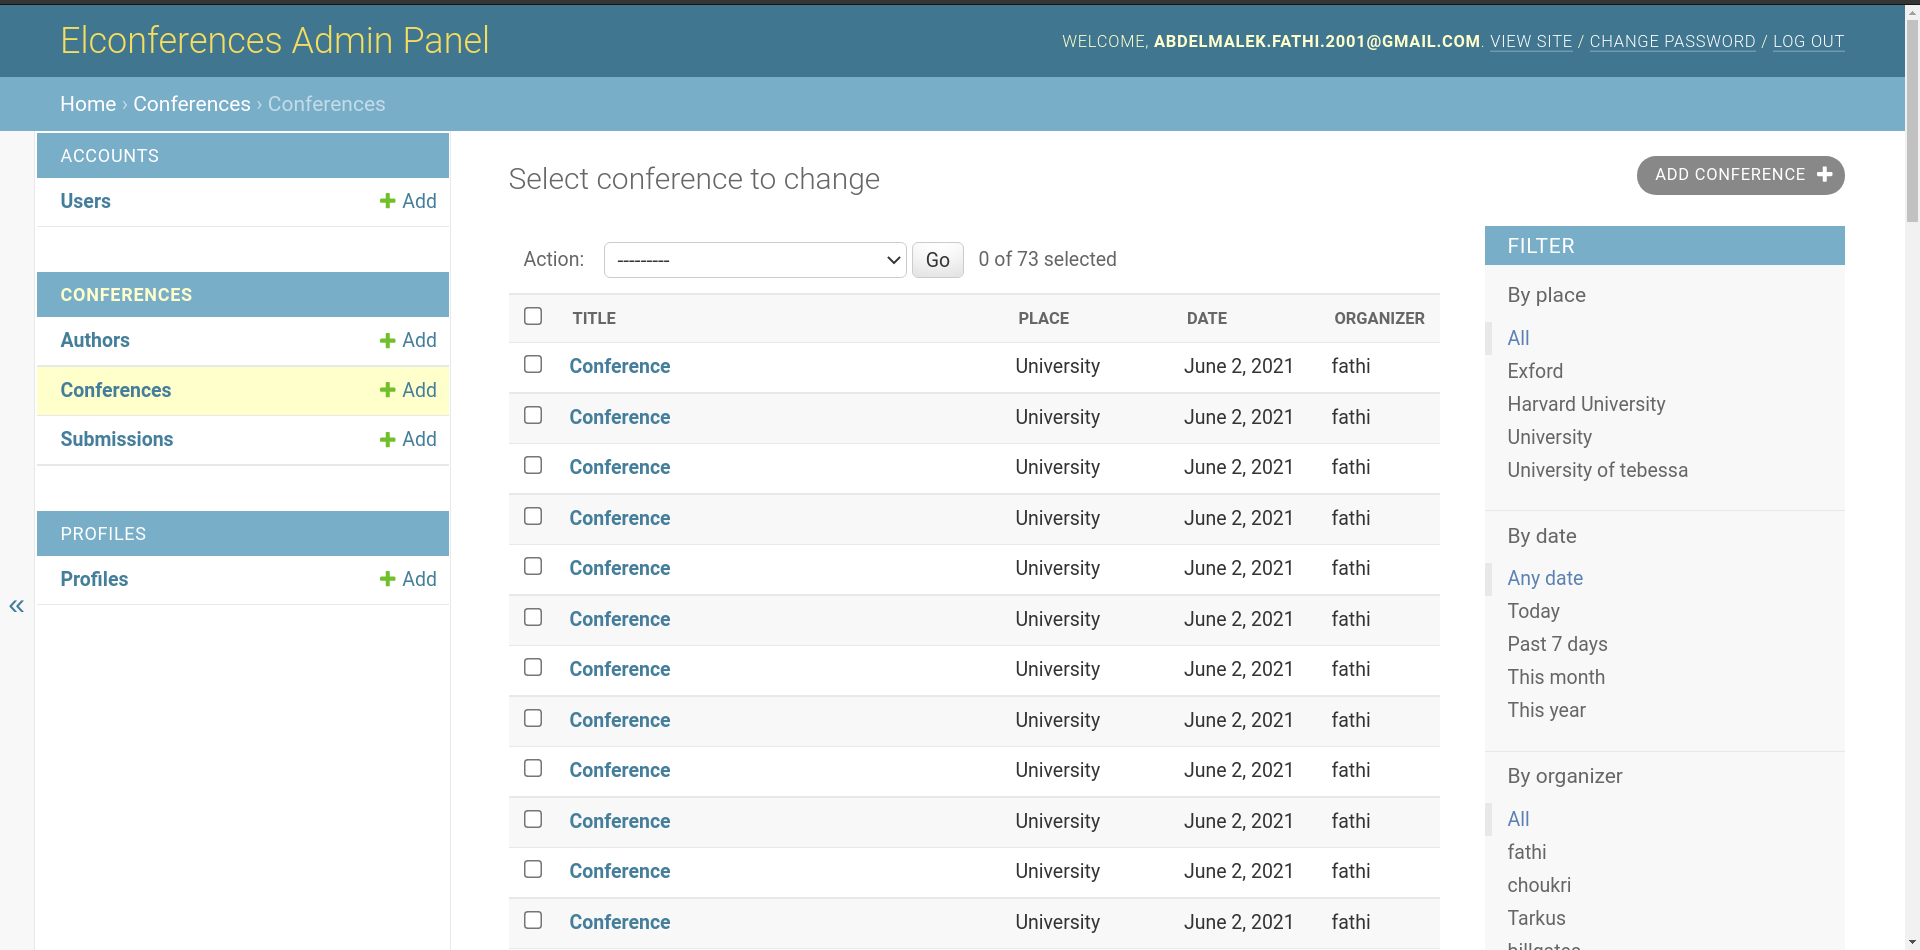 Elconferences Admin Panel
WELCOME, ABDELMALEK.FATHI.2001@GMAIL.COM. VIEW SITE / CHANGE PASSWORD / LOG OUT
Home › Conferences › Conferences
ACCOUNTS
Users Add
CONFERENCES
Authors Add
Conferences Add
Submissions Add
PROFILES
Profiles Add
«
Select conference to change
ADD CONFERENCE
Action: --------- Go 0 of 73 selected
TITLE PLACE DATE ORGANIZER
Conference University June 2, 2021 fathi
Conference University June 2, 2021 fathi
Conference University June 2, 2021 fathi
Conference University June 2, 2021 fathi
Conference University June 2, 2021 fathi
Conference University June 2, 2021 fathi
Conference University June 2, 2021 fathi
Conference University June 2, 2021 fathi
Conference University June 2, 2021 fathi
Conference University June 2, 2021 fathi
Conference University June 2, 2021 fathi
Conference University June 2, 2021 fathi
FILTER
By place
All
Exford
Harvard University
University
University of tebessa
By date
Any date
Today
Past 7 days
This month
This year
By organizer
All
fathi
choukri
Tarkus